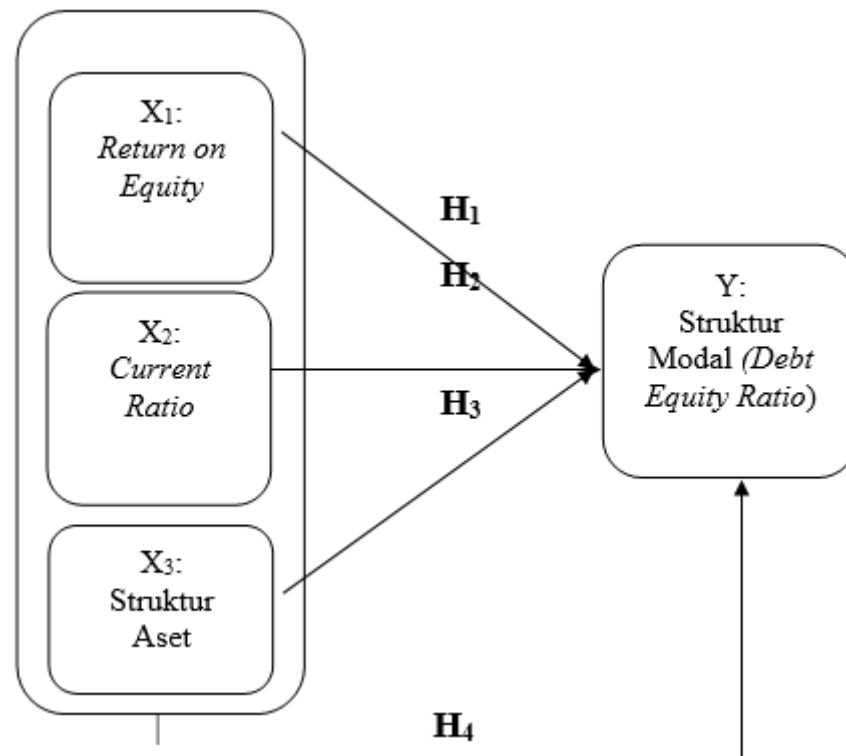 X₁:
Return on
Equity
H₁
H₂
X₂:
Current
Ratio
Y:
Struktur
Modal (Debt
Equity Ratio)
H₃
X₃:
Struktur
Aset
H₄